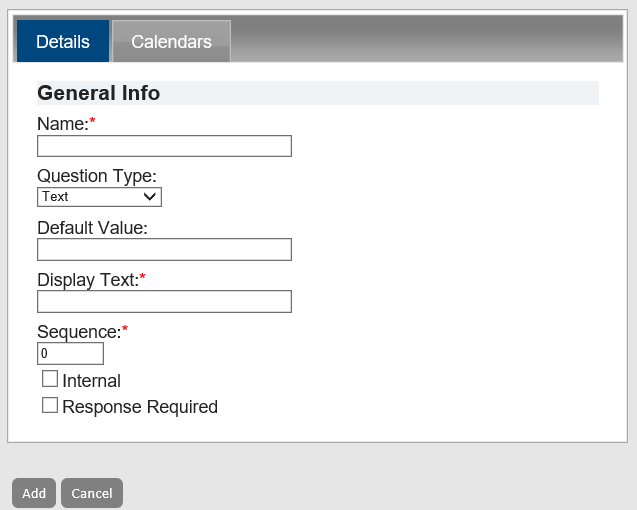 Details Calendars
General Info
Name:*
Question Type:
Text
Default Value:
Display Text:*
Sequence:*
0
Internal
Response Required
Add Cancel